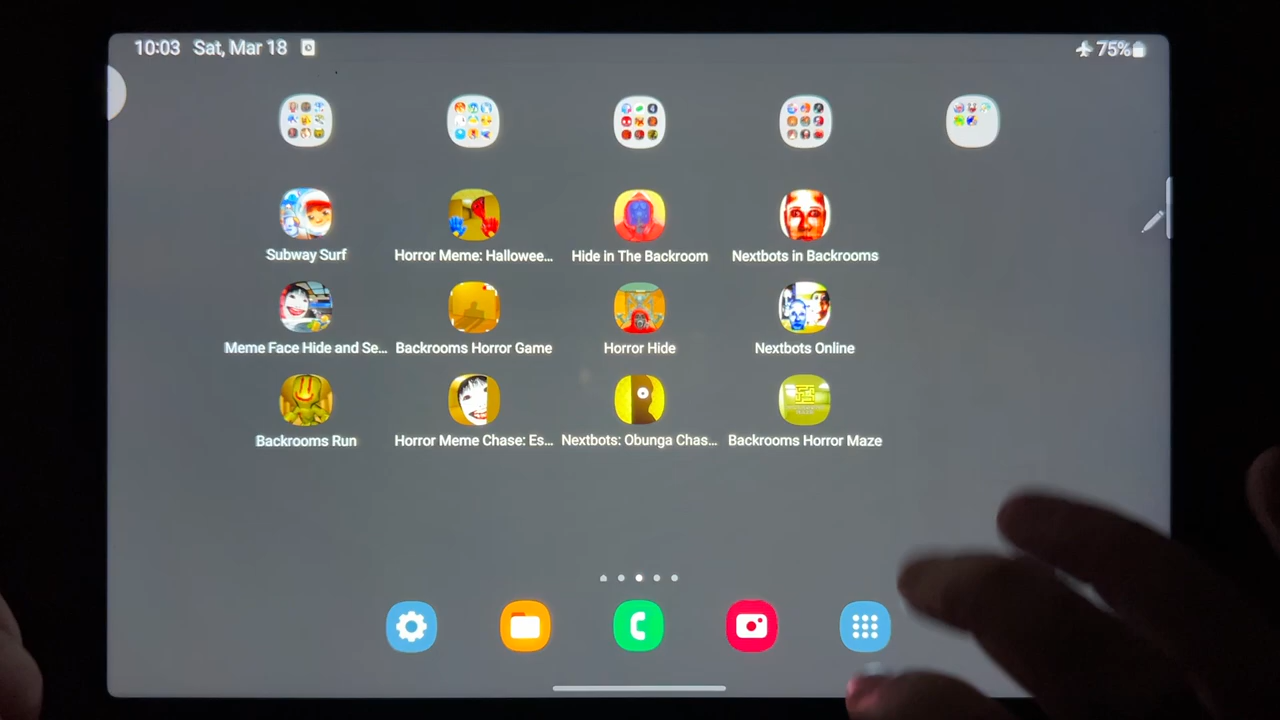 10:03 Sat, Mar 18 75%
Subway Surf Horror Meme: Hallowee... Hide in The Backroom Nextbots in Backrooms
Meme Face Hide and Se... Backrooms Horror Game Horror Hide Nextbots Online
Backrooms Run Horror Meme Chase: Es... Nextbots: Obunga Chas... Backrooms Horror Maze